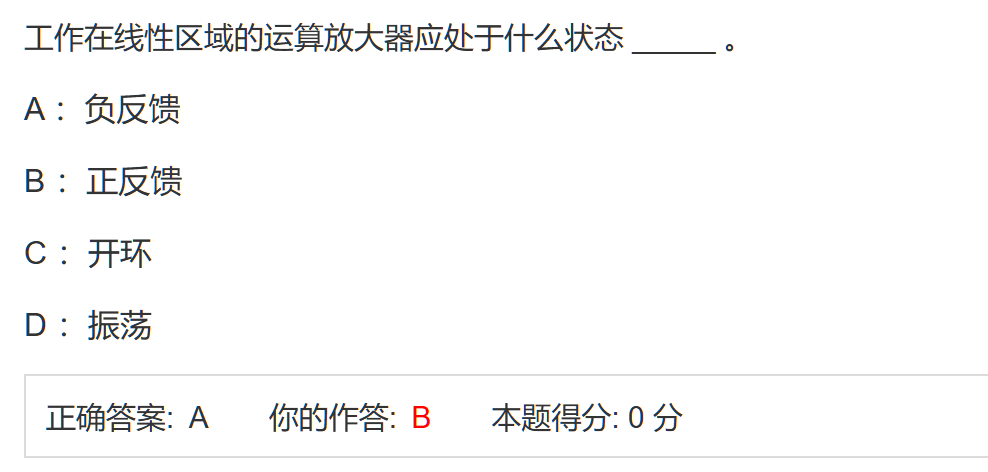 工作在线性区域的运算放大器应处于什么状态 _____ 。
A： 负反馈
B： 正反馈
C： 开环
D： 振荡
正确答案: A 你的作答: B 本题得分: 0 分